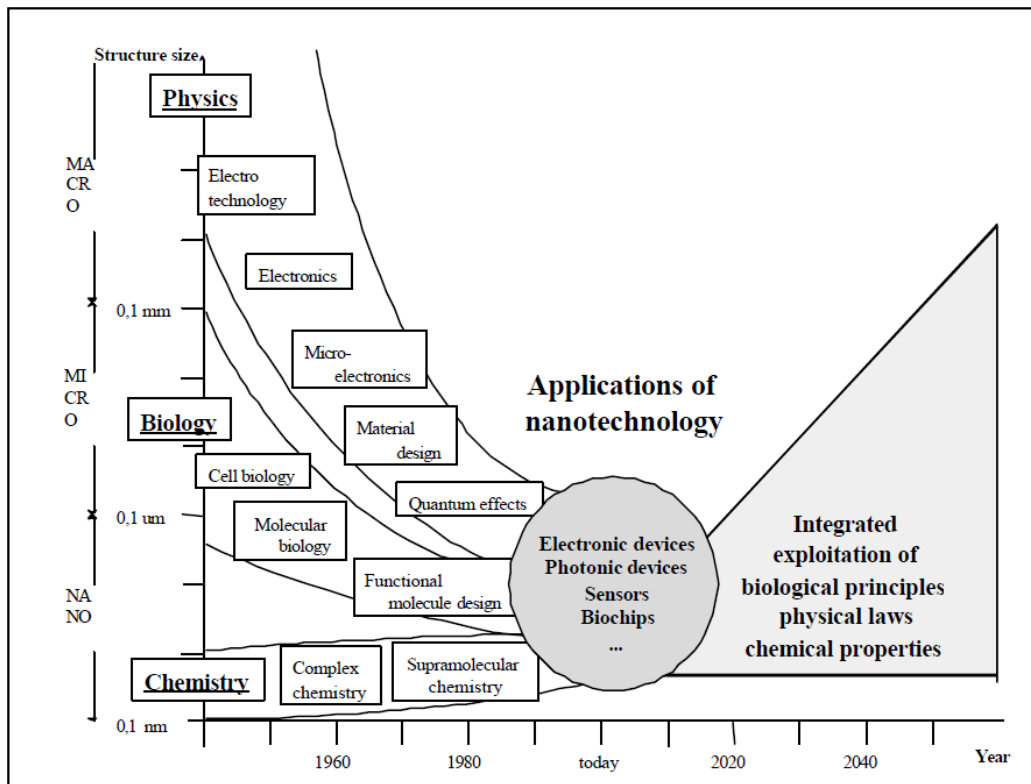 Structure size
Physics
MA
CR
O
Electro
technology
Electronics
0,1 mm
Micro-
electronics
MI
CR
O
Applications of
nanotechnology
Biology
Material
design
Cell biology
Quantum effects
0,1 um
Molecular
biology
Electronic devices
Photonic devices
Sensors
Biochips
...
Integrated
exploitation of
biological principles
physical laws
chemical properties
NA
NO
Functional
molecule design
Chemistry
Complex
chemistry
Supramolecular
chemistry
0,1 nm
1960
1980
today
2020
2040
Year